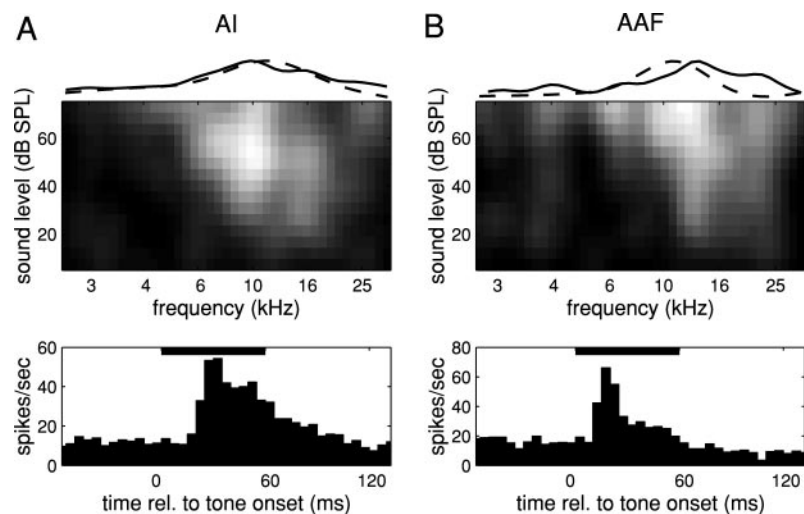 A AI
sound level (dB SPL)
60
40
20
3 4 6 10 16 25
frequency (kHz)
spikes/sec
60
40
20
0
0 60 120
time rel. to tone onset (ms)
B AAF
sound level (dB SPL)
60
40
20
3 4 6 10 16 25
frequency (kHz)
spikes/sec
80
60
40
20
0
0 60 120
time rel. to tone onset (ms)